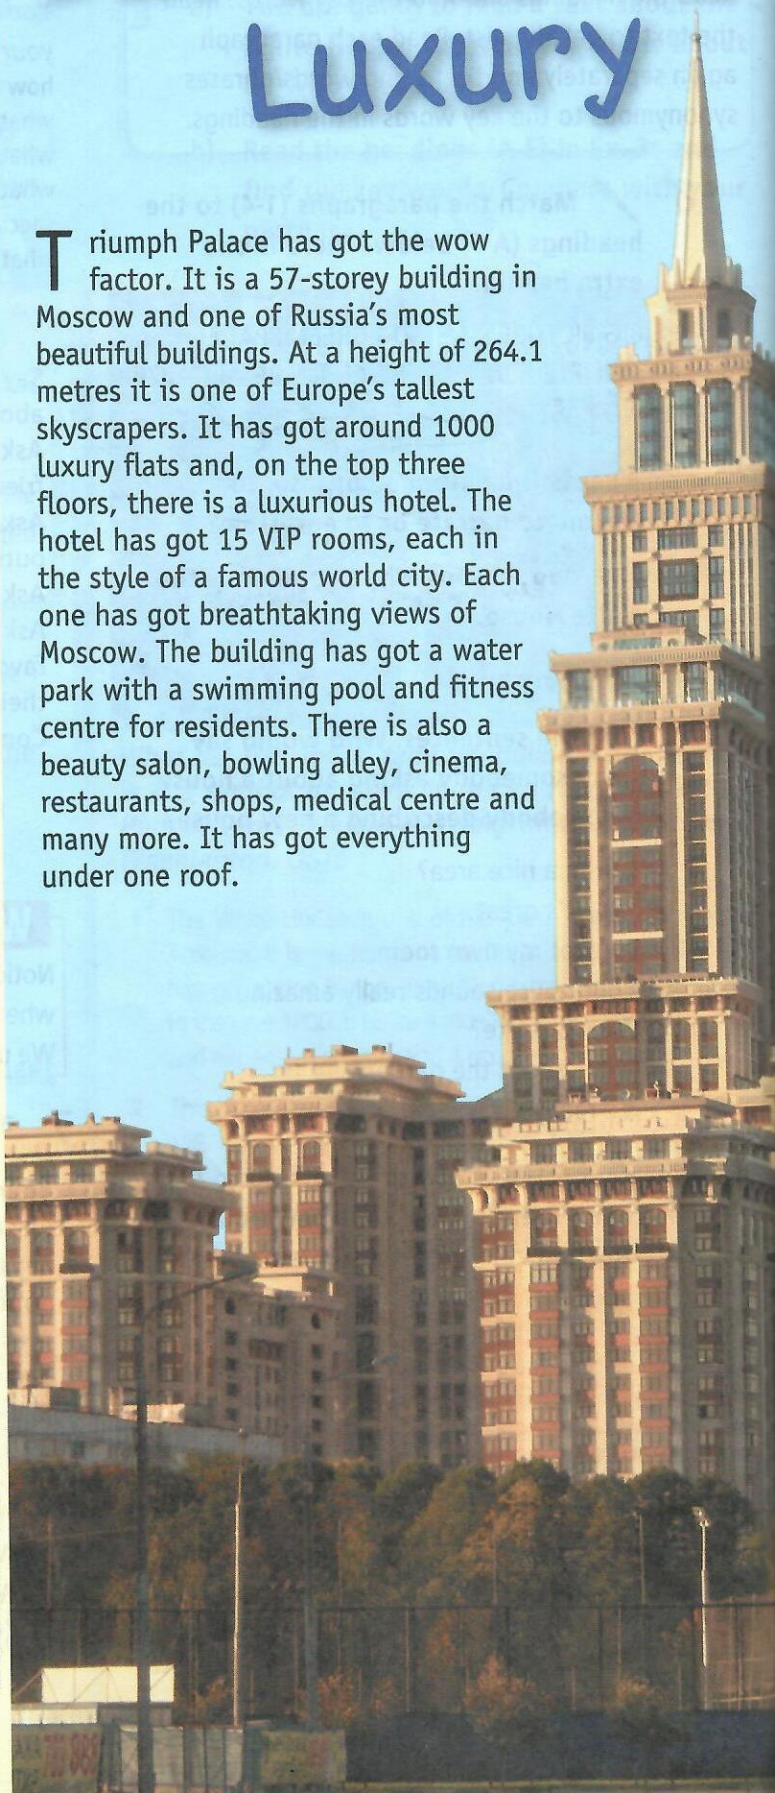 Luxury
Triumph Palace has got the wow
factor. It is a 57-storey building in
Moscow and one of Russia's most
beautiful buildings. At a height of 264.1
metres it is one of Europe's tallest
skyscrapers. It has got around 1000
luxury flats and, on the top three
floors, there is a luxurious hotel. The
hotel has got 15 VIP rooms, each in
the style of a famous world city. Each
one has got breathtaking views of
Moscow. The building has got a water
park with a swimming pool and fitness
centre for residents. There is also a
beauty salon, bowling alley, cinema,
restaurants, shops, medical centre and
many more. It has got everything
under one roof.